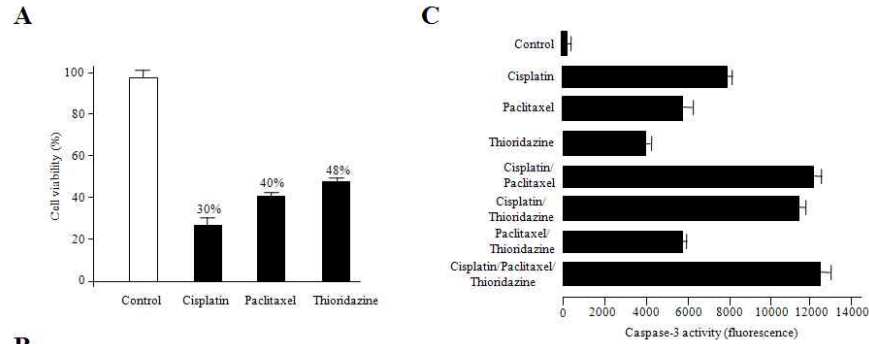 A
C
Cell viability (%)
100
80
60
40
20
0
30%
40%
48%
Control
Cisplatin
Paclitaxel
Thioridazine
Control
Cisplatin
Paclitaxel
Thioridazine
Cisplatin/
Paclitaxel
Cisplatin/
Thioridazine
Paclitaxel/
Thioridazine
Cisplatin/Paclitaxel/
Thioridazine
0 2000 4000 6000 8000 10000 12000 14000
Caspase-3 activity (fluorescence)